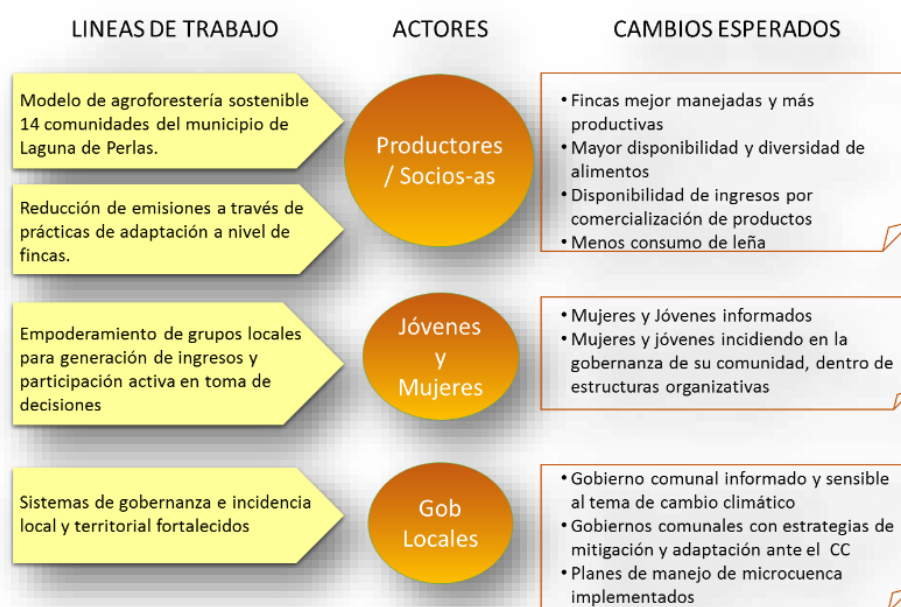 LINEAS DE TRABAJO
ACTORES
CAMBIOS ESPERADOS
Modelo de agroforestería sostenible
14 comunidades del municipio de
Laguna de Perlas.
Reducción de emisiones a través de
prácticas de adaptación a nivel de
fincas.
Productores
/ Socios-as
• Fincas mejor manejadas y más
productivas
• Mayor disponibilidad y diversidad de
alimentos
• Disponibilidad de ingresos por
comercialización de productos
• Menos consumo de leña
Empoderamiento de grupos locales
para generación de ingresos y
participación activa en toma de
decisiones
Jóvenes
y
Mujeres
• Mujeres y Jóvenes informados
• Mujeres y jóvenes incidiendo en la
gobernanza de su comunidad, dentro de
estructuras organizativas
Sistemas de gobernanza e incidencia
local y territorial fortalecidos
Gob
Locales
• Gobierno comunal informado y sensible
al tema de cambio climático
• Gobiernos comunales con estrategias de
mitigación y adaptación ante el CC
• Planes de manejo de microcuenca
implementados